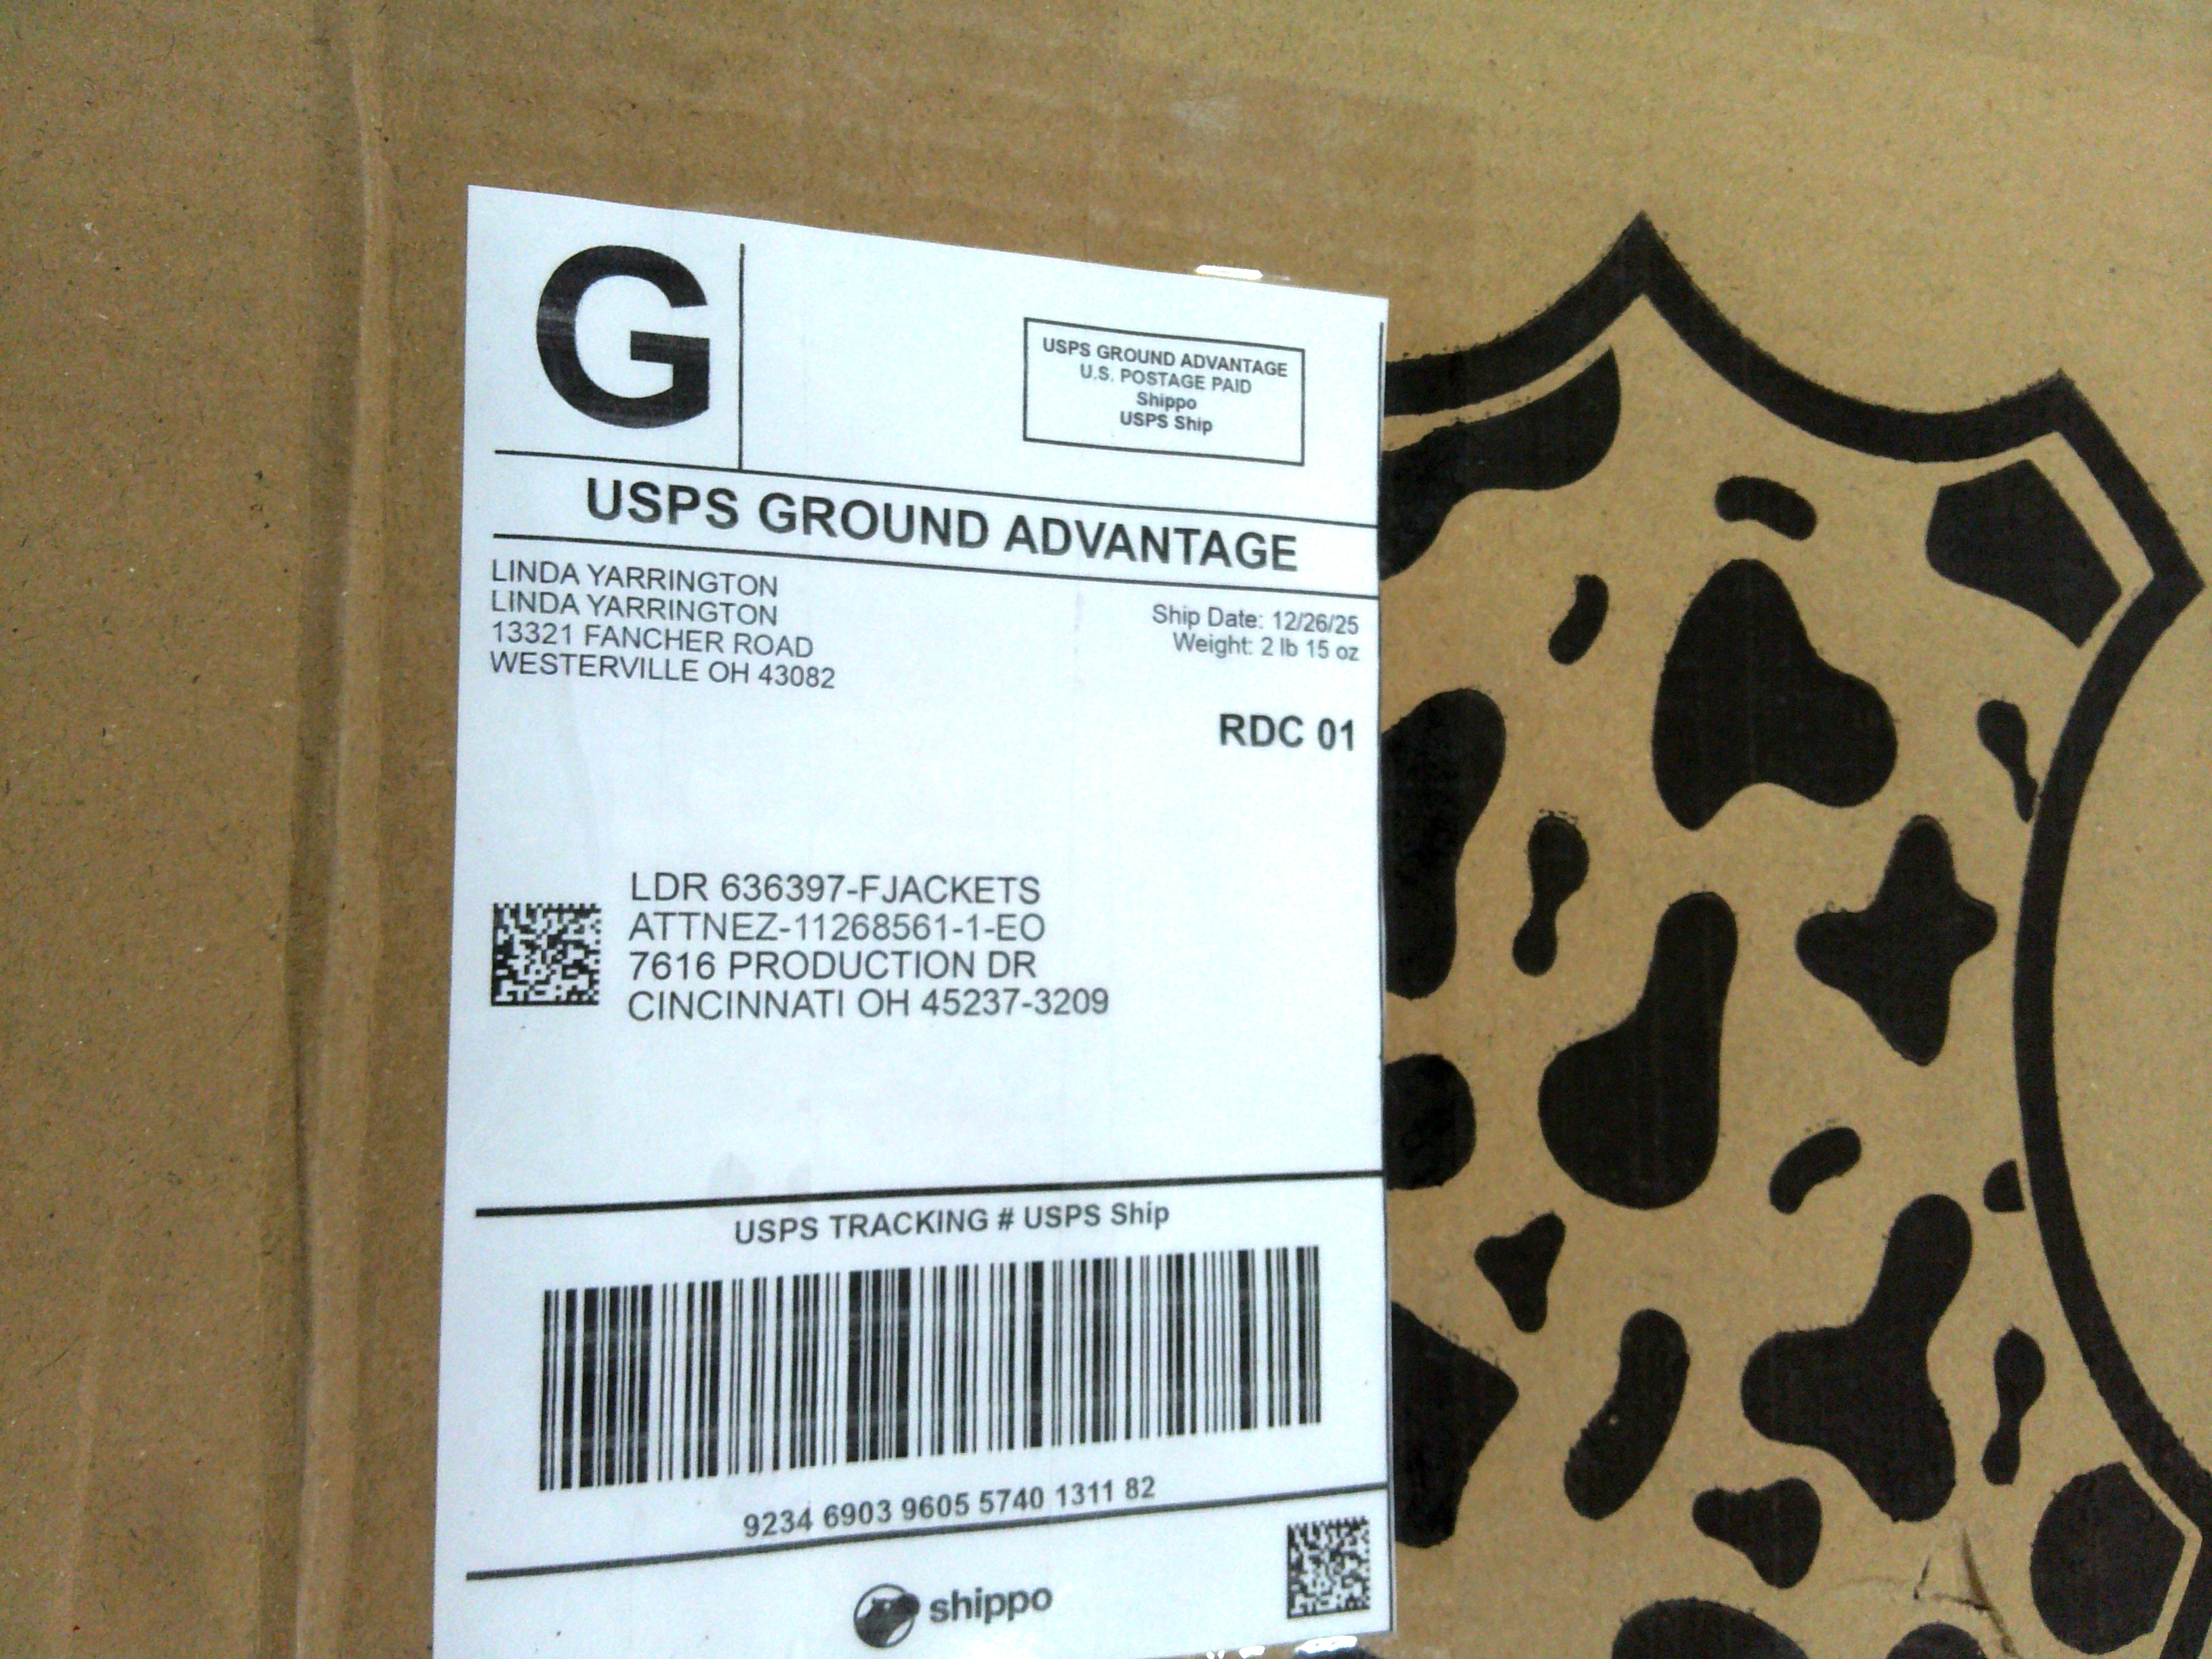 G
USPS GROUND ADVANTAGE
U.S. POSTAGE PAID
Shippo
USPS Ship
USPS GROUND ADVANTAGE
LINDA YARRINGTON
LINDA YARRINGTON
13321 FANCHER ROAD
WESTERVILLE OH 43082
Ship Date: 12/26/25
Weight: 2 lb 15 oz
RDC 01
LDR 636397-FJACKETS
ATTNEZ-11268561-1-EO
7616 PRODUCTION DR
CINCINNATI OH 45237-3209
USPS TRACKING # USPS Ship
9234 6903 9605 5740 1311 82
shippo